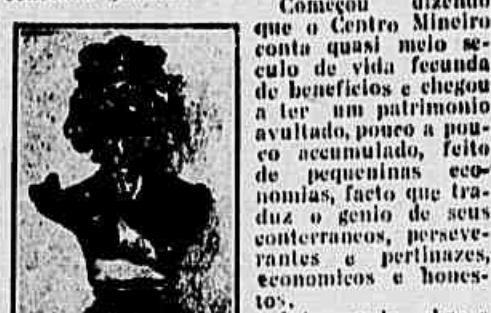 Começou dizendo
que o Centro Mineiro
conta quasi meio se-
culo de vida fecunda
de beneficios e chegou
a ter um patrimonio
avultado, pouco a pou-
co accumulado, feito
de pequeninas eco-
nomias, facto que tra-
duz o genio de seus
conterraneos, perseve-
rantes e pertinazes,
economicos e hones-
tos.